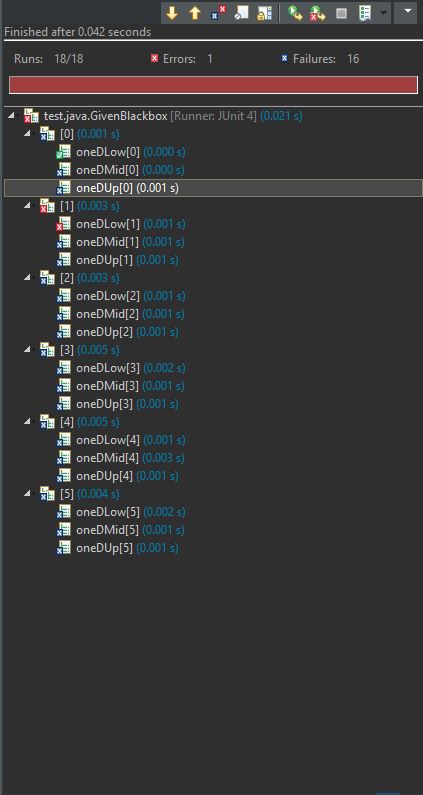 Finished after 0.042 seconds
Runs: 18/18 Errors: 1 Failures: 16
test.java.GivenBlackbox [Runner: JUnit 4] (0.021 s)
[0] (0.001 s)
oneDLow[0] (0.000 s)
oneDMid[0] (0.000 s)
oneDUp[0] (0.001 s)
[1] (0.003 s)
oneDLow[1] (0.001 s)
oneDMid[1] (0.001 s)
oneDUp[1] (0.001 s)
[2] (0.003 s)
oneDLow[2] (0.001 s)
oneDMid[2] (0.001 s)
oneDUp[2] (0.001 s)
[3] (0.005 s)
oneDLow[3] (0.002 s)
oneDMid[3] (0.001 s)
oneDUp[3] (0.001 s)
[4] (0.005 s)
oneDLow[4] (0.001 s)
oneDMid[4] (0.003 s)
oneDUp[4] (0.001 s)
[5] (0.004 s)
oneDLow[5] (0.002 s)
oneDMid[5] (0.001 s)
oneDUp[5] (0.001 s)